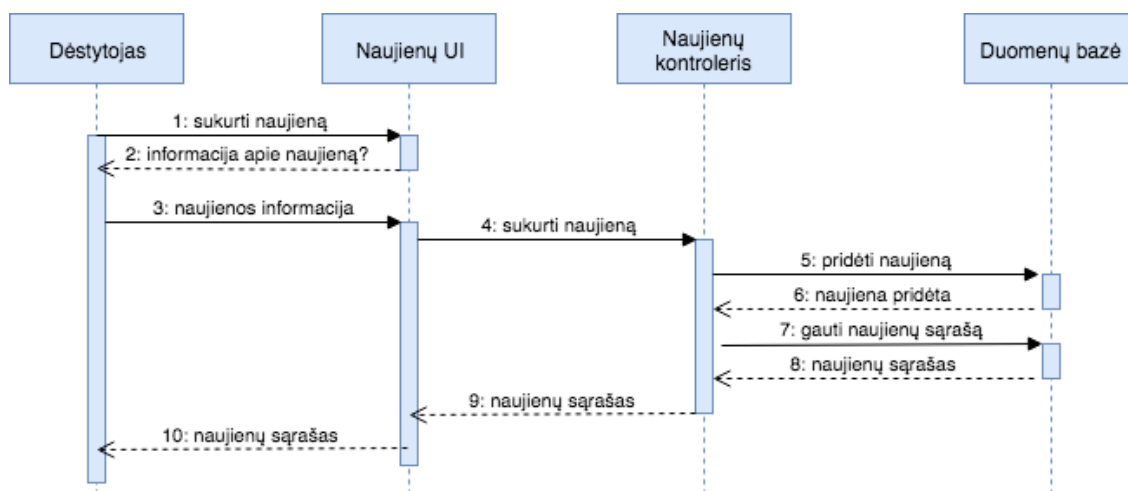 Dėstytojas
Naujienų UI
Naujienų
kontroleris
Duomenų bazė
1: sukurti naujieną
2: informacija apie naujieną?
3: naujienos informacija
4: sukurti naujieną
5: pridėti naujieną
6: naujiena pridėta
7: gauti naujienų sąrašą
8: naujienų sąrašas
9: naujienų sąrašas
10: naujienų sąrašas